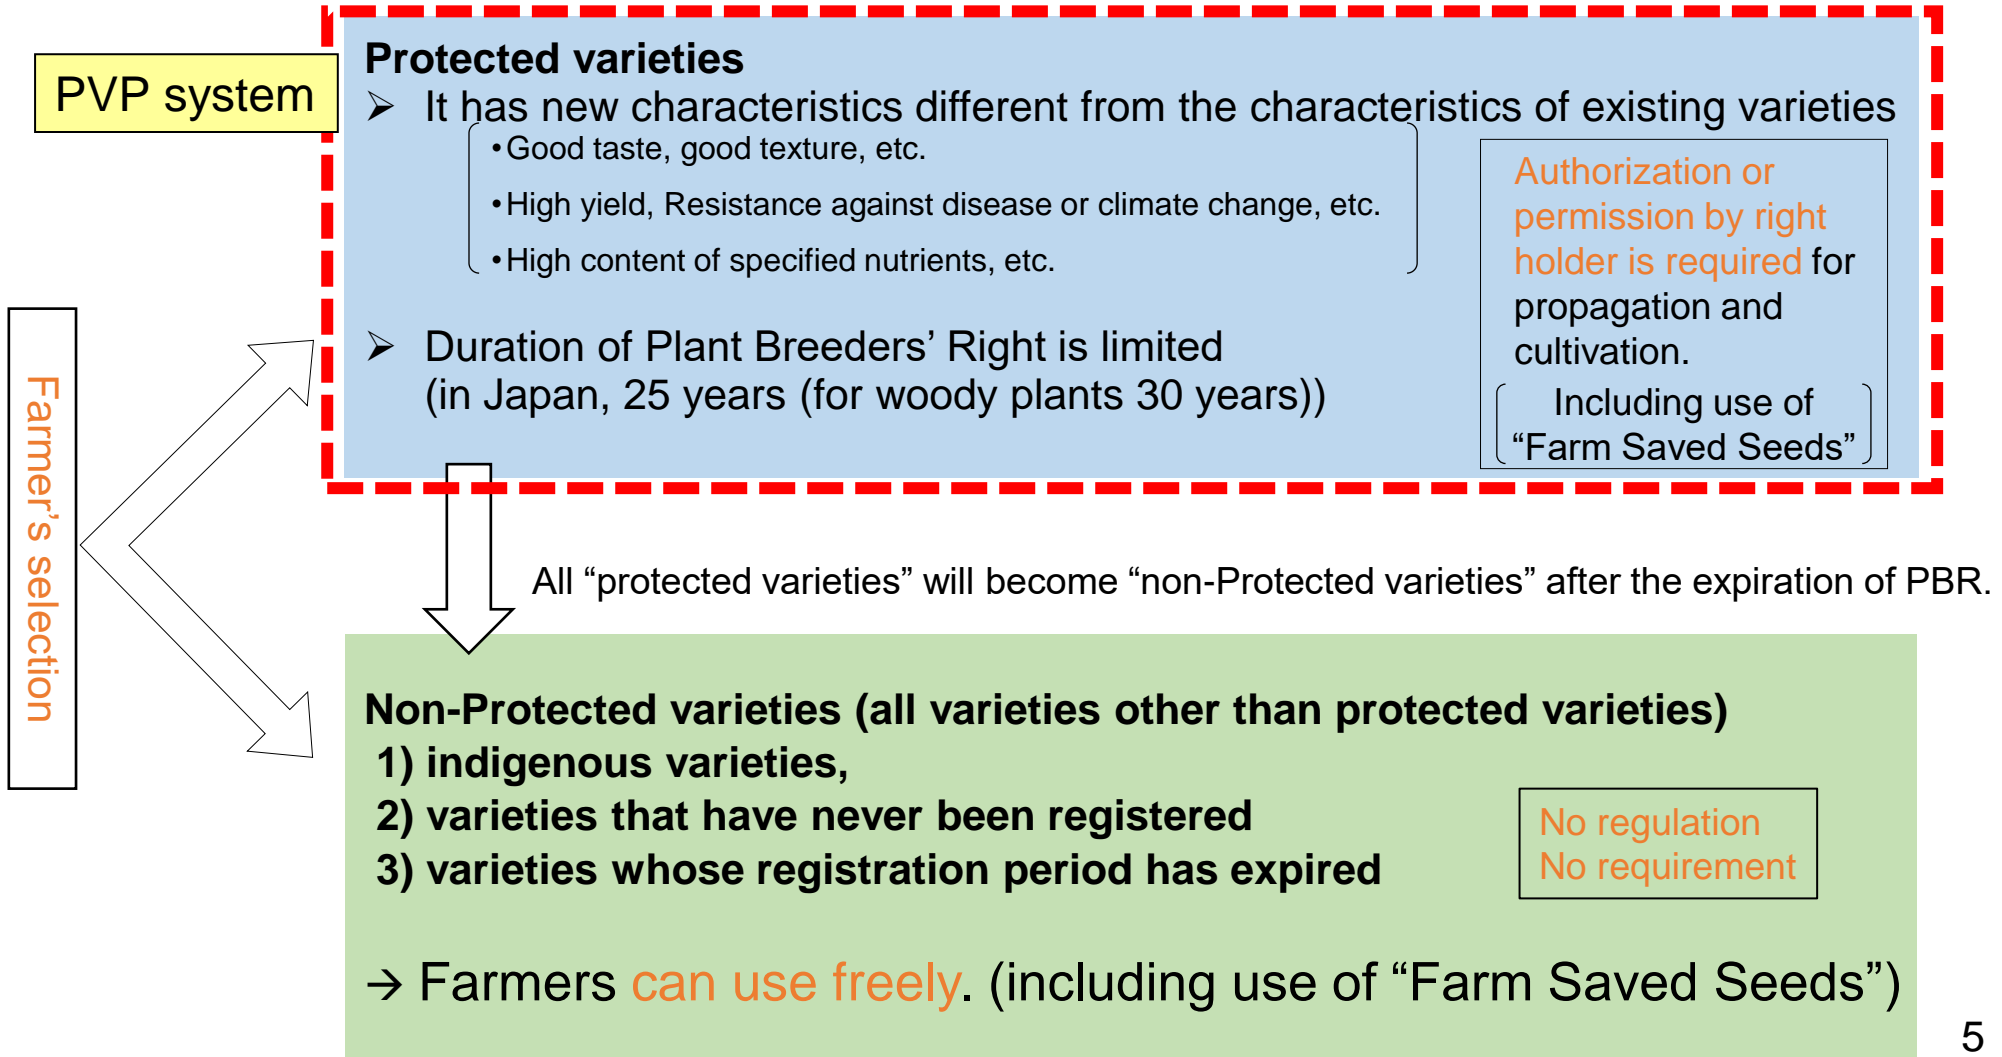 PVP system
Protected varieties
➢ It has new characteristics different from the characteristics of existing varieties
•Good taste, good texture, etc.
•High yield, Resistance against disease or climate change, etc.
•High content of specified nutrients, etc.
Authorization or
permission by right
holder is required for
propagation and
cultivation.
Including use of
“Farm Saved Seeds”
➢ Duration of Plant Breeders’ Right is limited
(in Japan, 25 years (for woody plants 30 years))
Farmer’s selection
All “protected varieties” will become “non-Protected varieties” after the expiration of PBR.
Non-Protected varieties (all varieties other than protected varieties)
1) indigenous varieties,
2) varieties that have never been registered
3) varieties whose registration period has expired
No regulation
No requirement
→ Farmers can use freely. (including use of “Farm Saved Seeds”)
5